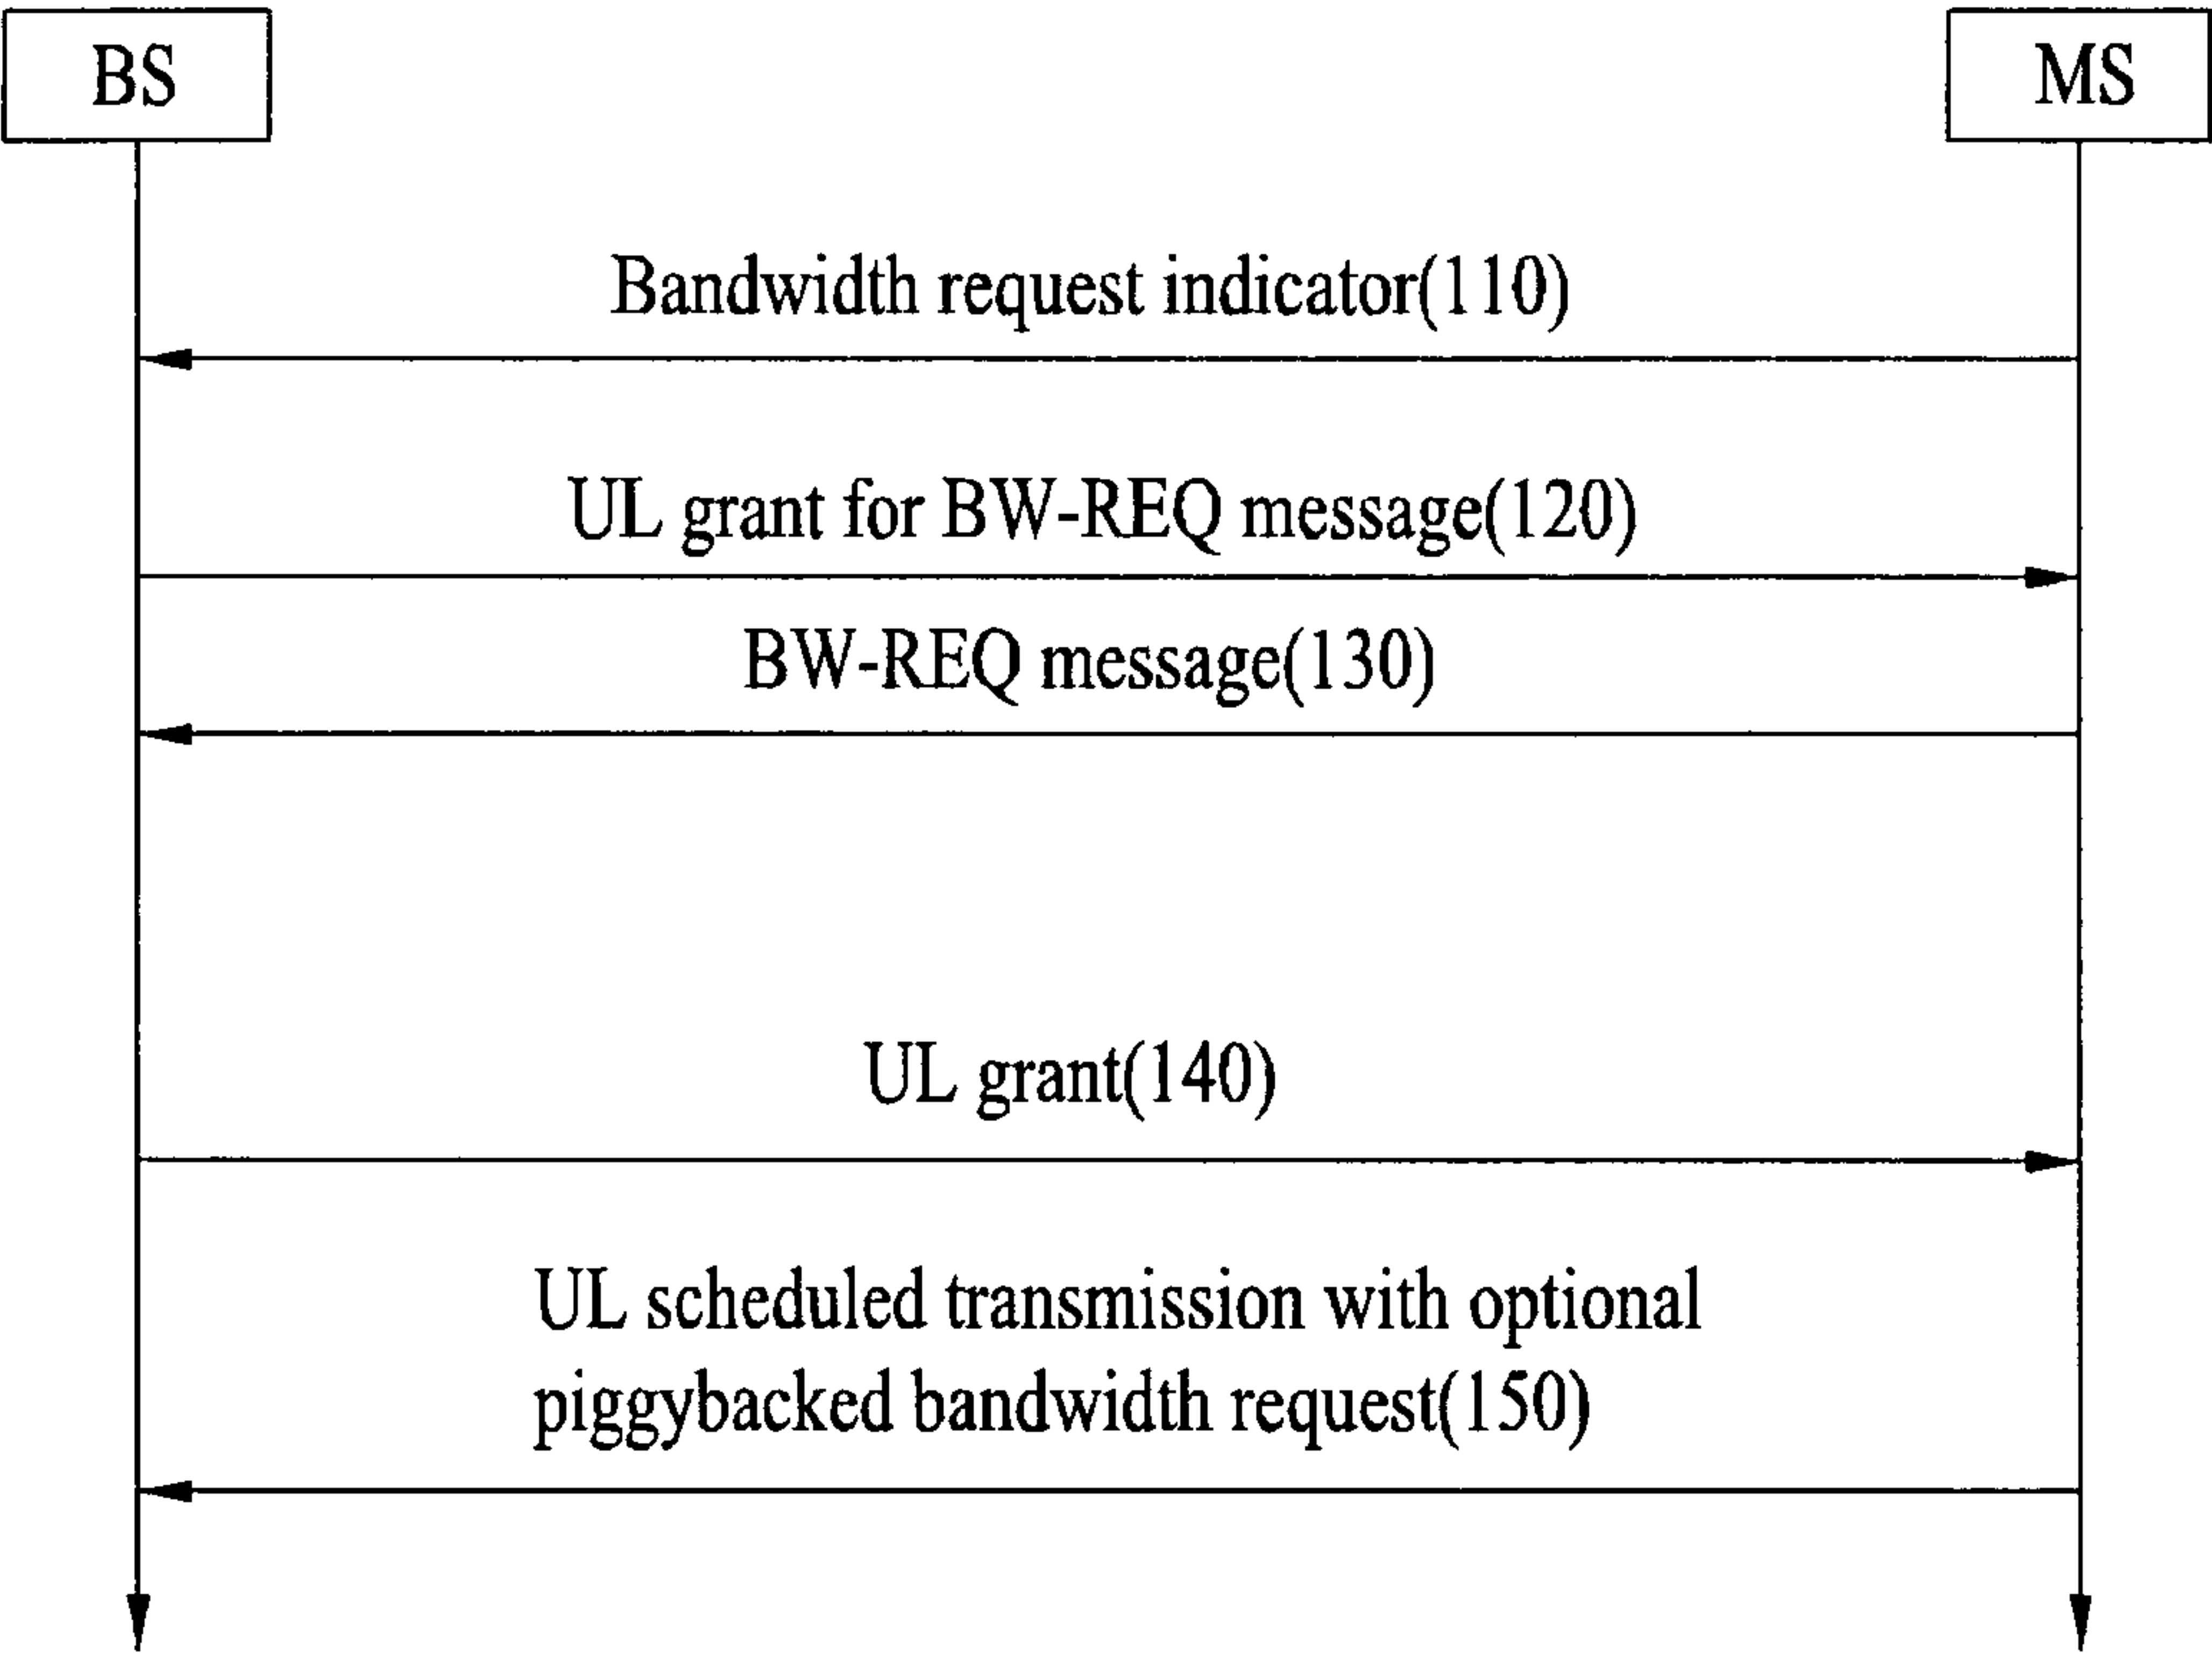 BS
MS
Bandwidth request indicator(110)
UL grant for BW-REQ message(120)
BW-REQ message(130)
UL grant(140)
UL scheduled transmission with optional
piggybacked bandwidth request(150)